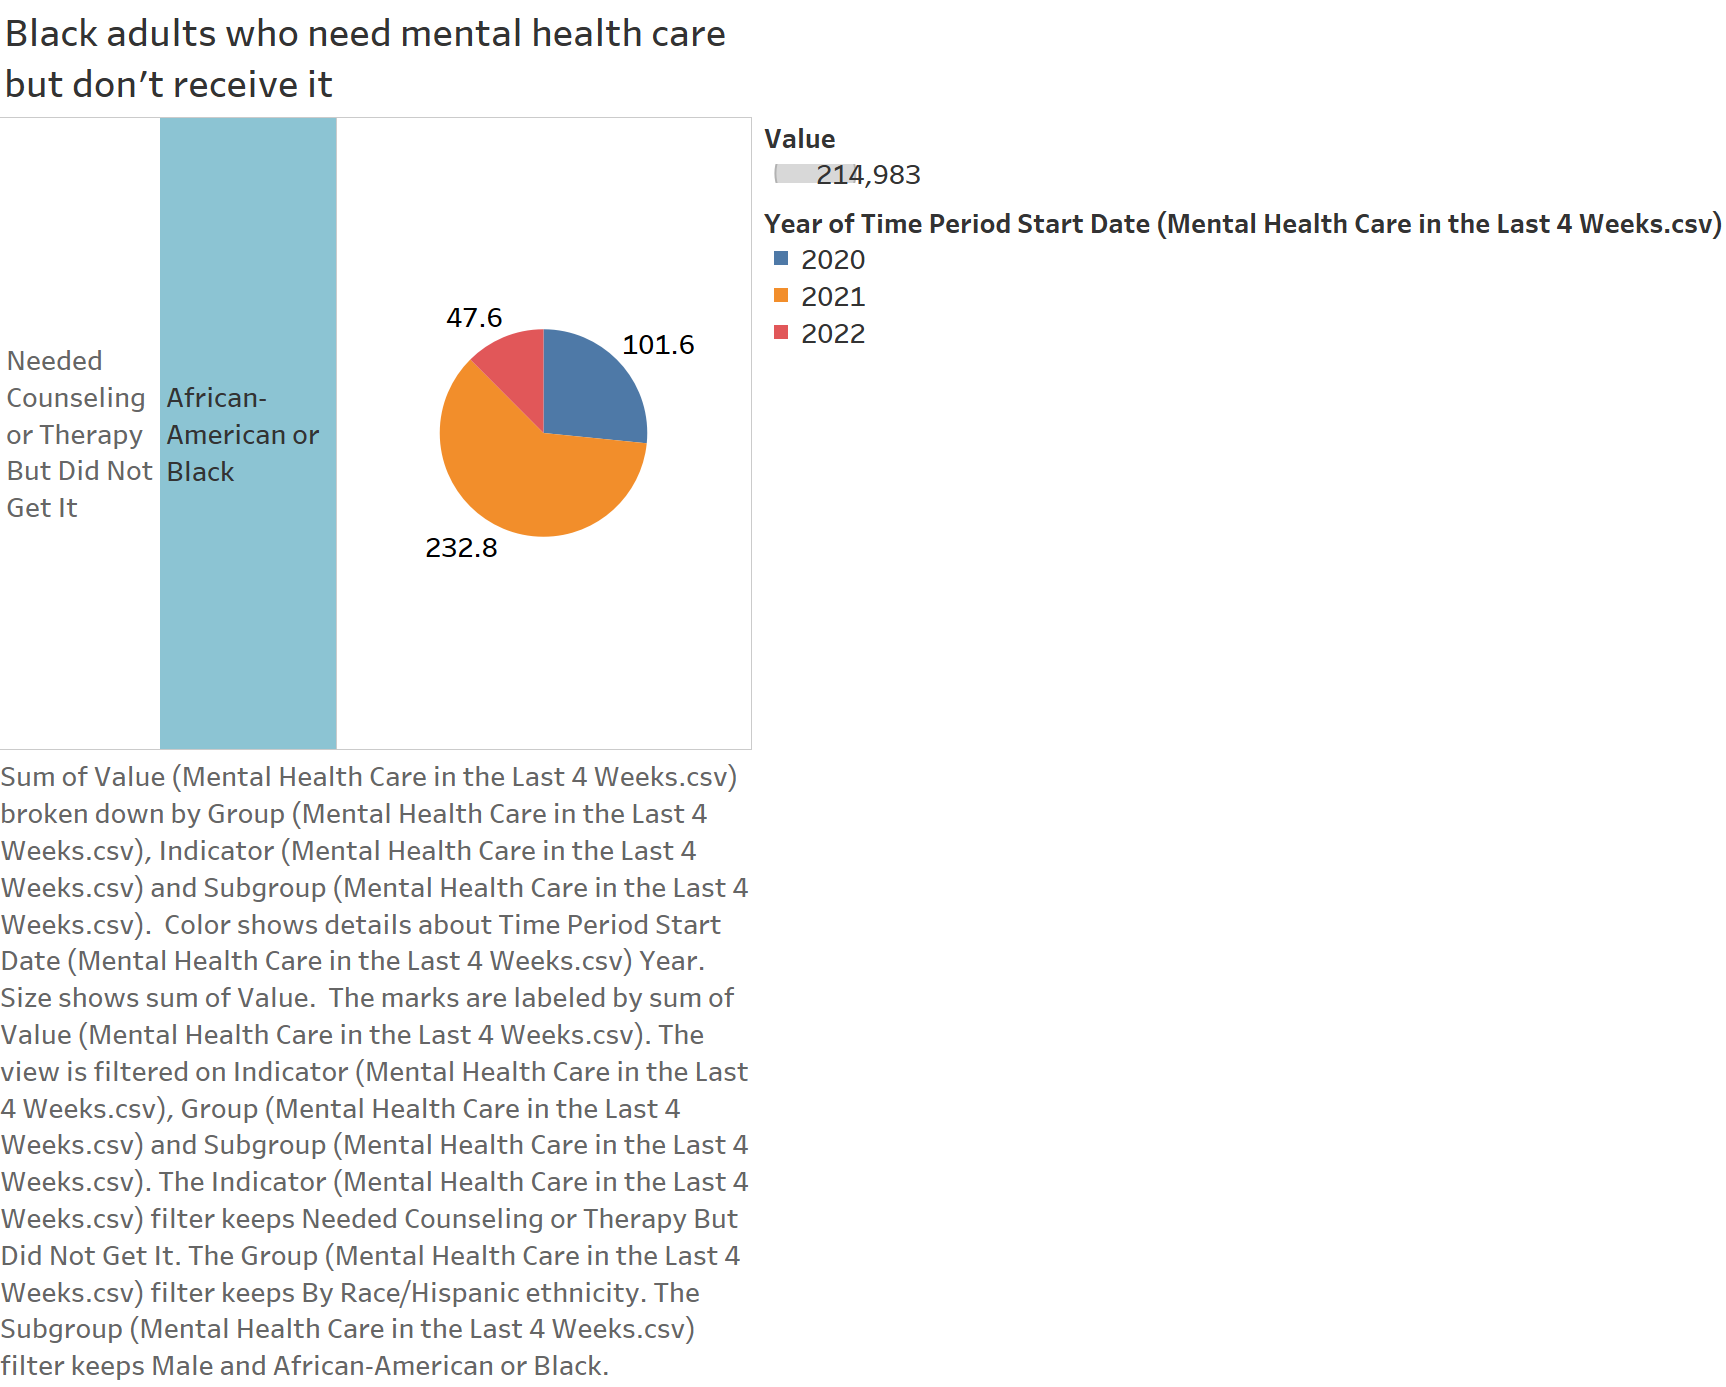 Black adults who need mental health care
but don’t receive it
Needed
Counseling
or Therapy
But Did Not
Get It
African-
American or
Black
47.6
101.6
232.8
Value
214,983
Year of Time Period Start Date (Mental Health Care in the Last 4 Weeks.csv)
2020
2021
2022
Sum of Value (Mental Health Care in the Last 4 Weeks.csv)
broken down by Group (Mental Health Care in the Last 4
Weeks.csv), Indicator (Mental Health Care in the Last 4
Weeks.csv) and Subgroup (Mental Health Care in the Last 4
Weeks.csv).  Color shows details about Time Period Start
Date (Mental Health Care in the Last 4 Weeks.csv) Year.
Size shows sum of Value.  The marks are labeled by sum of
Value (Mental Health Care in the Last 4 Weeks.csv). The
view is filtered on Indicator (Mental Health Care in the Last
4 Weeks.csv), Group (Mental Health Care in the Last 4
Weeks.csv) and Subgroup (Mental Health Care in the Last 4
Weeks.csv). The Indicator (Mental Health Care in the Last 4
Weeks.csv) filter keeps Needed Counseling or Therapy But
Did Not Get It. The Group (Mental Health Care in the Last 4
Weeks.csv) filter keeps By Race/Hispanic ethnicity. The
Subgroup (Mental Health Care in the Last 4 Weeks.csv)
filter keeps Male and African-American or Black.